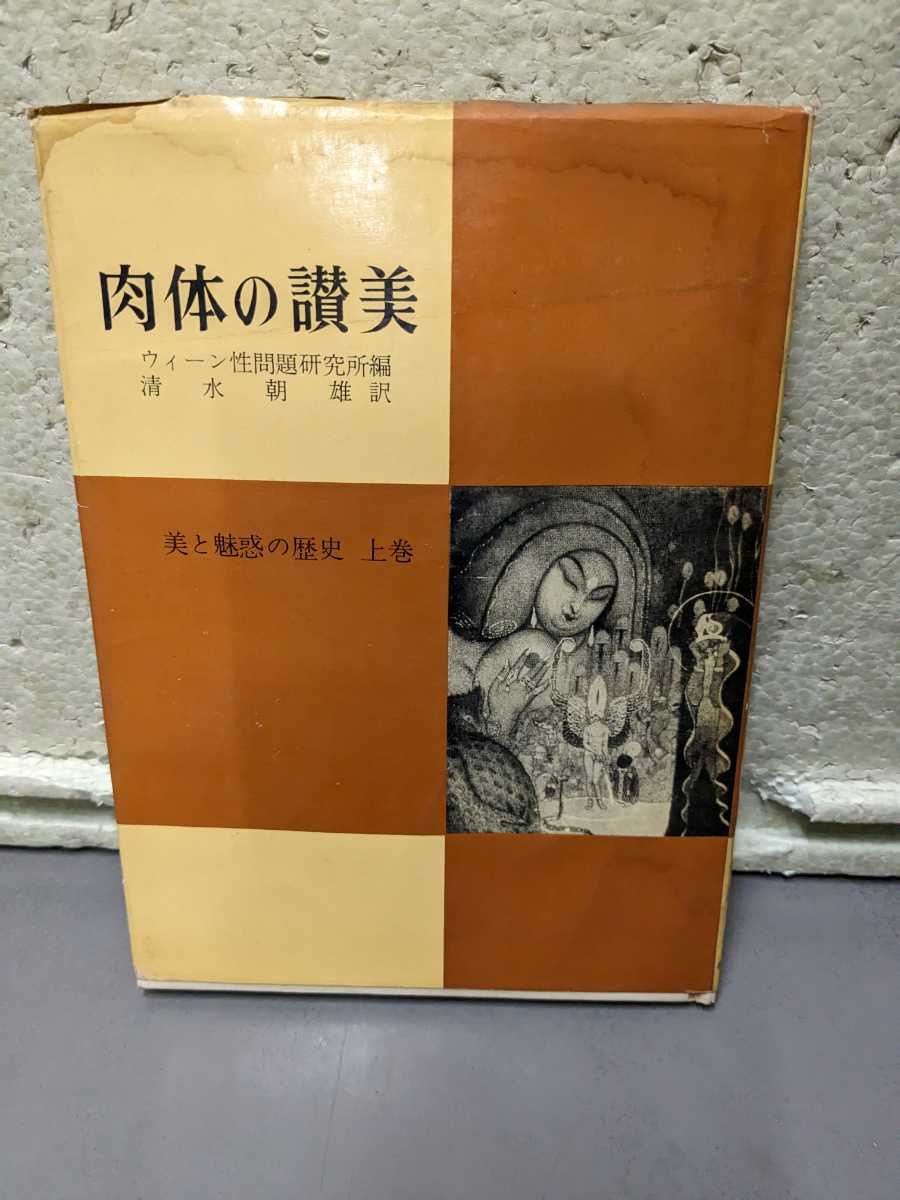 肉体の讃美
ウィーン性問題研究所編
清水朝雄訳
美と魅惑の歴史 上巻